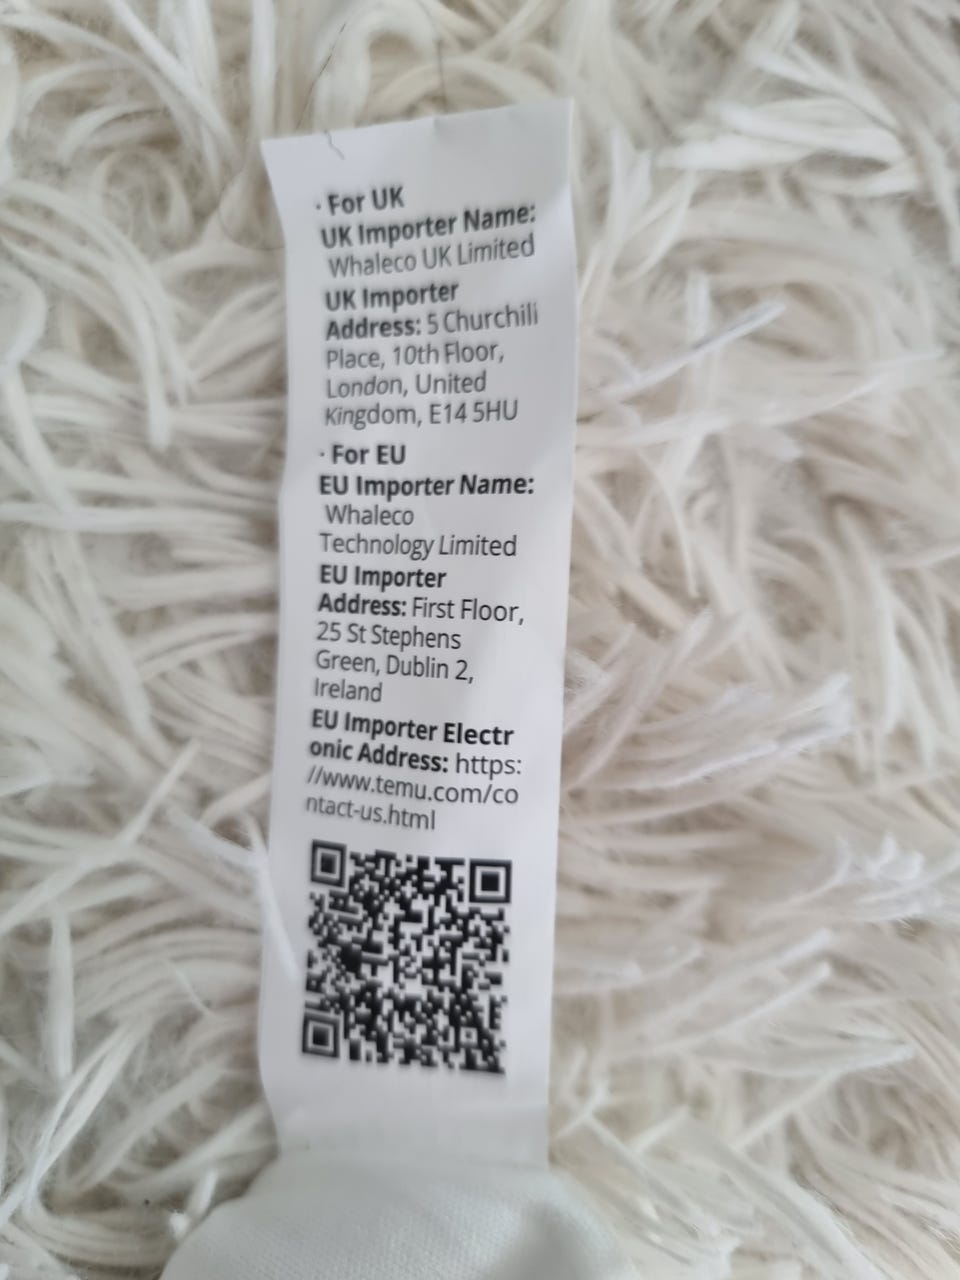 · For UK
UK Importer Name:
Whaleco UK Limited
UK Importer
Address: 5 Churchili
Place, 10th Floor,
London, United
Kingdom, E14 5HU
· For EU
EU Importer Name:
Whaleco
Technology Limited
EU Importer
Address: First Floor,
25 St Stephens
Green, Dublin 2,
Ireland
EU Importer Electr
onic Address: https:
//www.temu.com/co
ntact-us.html